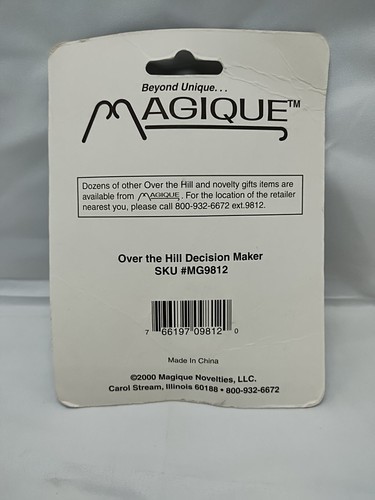 Beyond Unique...
MAGIQUE™
Dozens of other Over the Hill and novelty gifts items are
available from MAGIQUE. For the location of the retailer
nearest you, please call 800-932-6672 ext.9812.
Over the Hill Decision Maker
SKU #MG9812
7 66197 09812 0
Made In China
©2000 Magique Novelties, LLC.
Carol Stream, Illinois 60188 • 800-932-6672